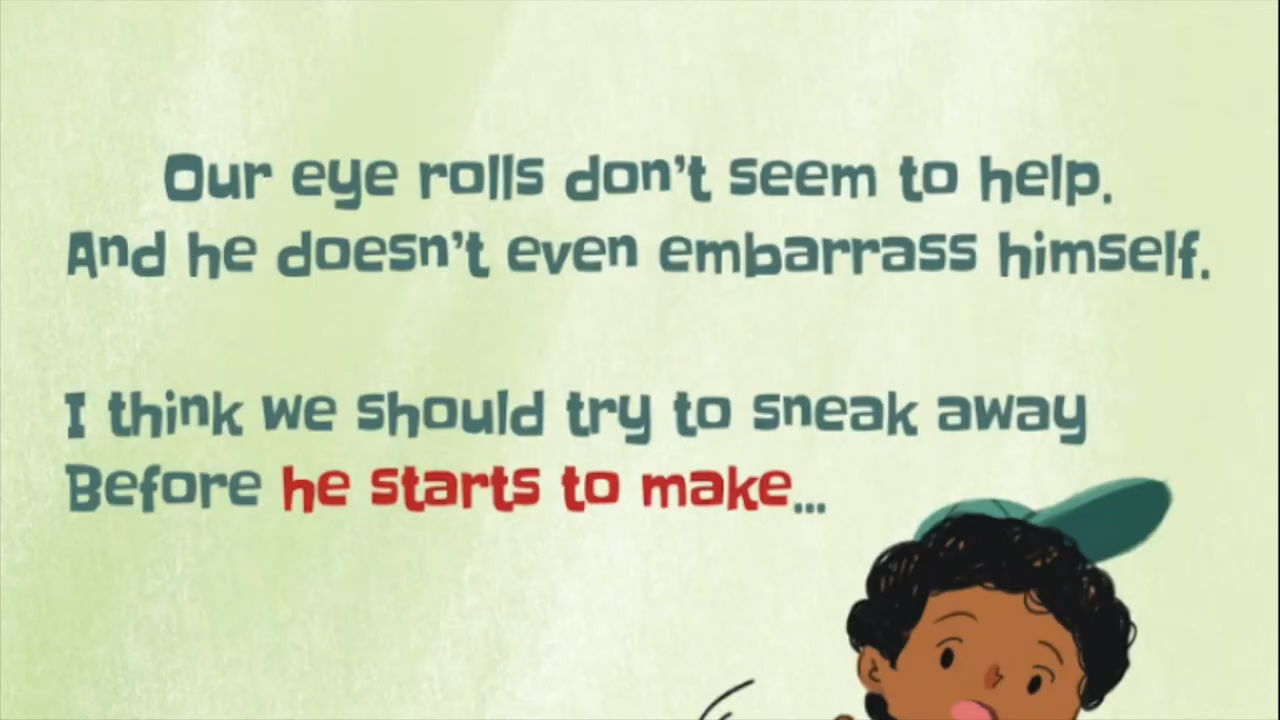 Our eye rolls don't seem to help.
And he doesn't even embarrass himself.
I think we should try to sneak away
Before he starts to make...